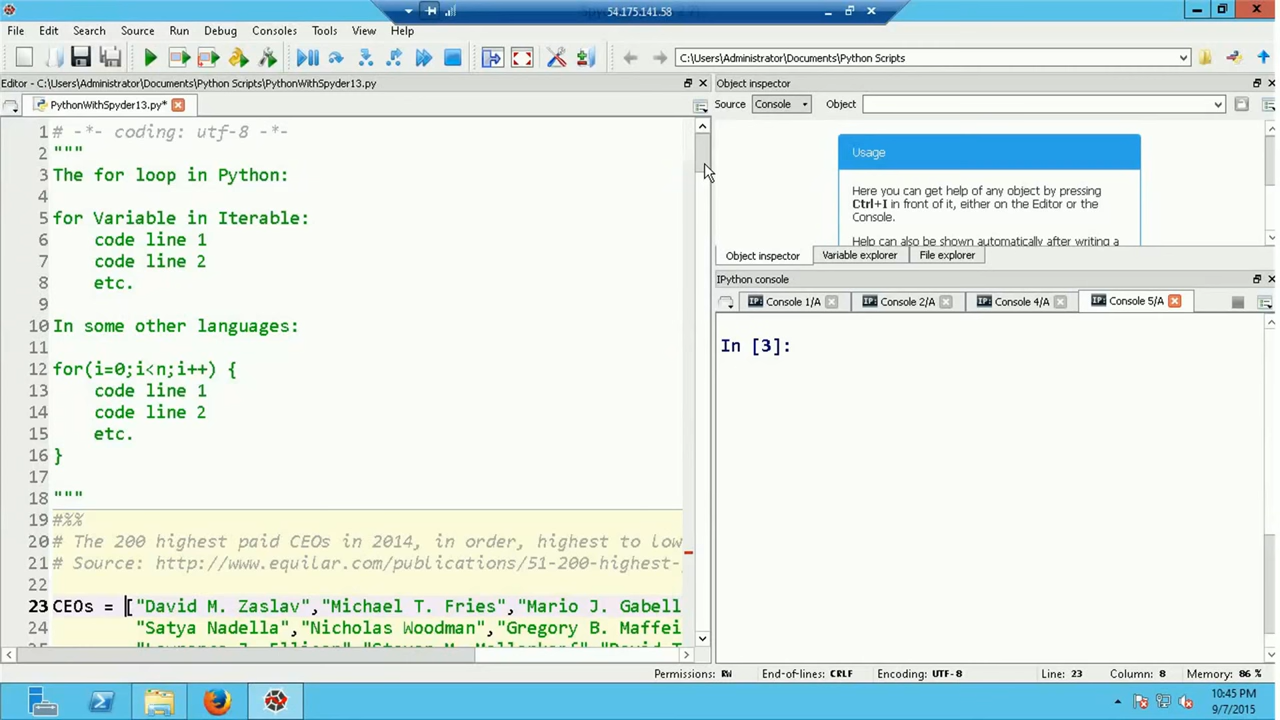 54.175.141.58
File Edit Search Source Run Debug Consoles Tools View Help
C:\Users\Administrator\Documents\Python Scripts
Editor - C:\Users\Administrator\Documents\Python Scripts\PythonWithSpyder13.py
PythonWithSpyder13.py*
1 # -*- coding: utf-8 -*-
2 """
3 The for loop in Python:
4
5 for Variable in Iterable:
6 code line 1
7 code line 2
8 etc.
9
10 In some other languages:
11
12 for(i=0;i<n;i++) {
13 code line 1
14 code line 2
15 etc.
16 }
17
18 """
19 #%%
20 # The 200 highest paid CEOs in 2014, in order, highest to low
21 # Source: http://www.equilar.com/publications/51-200-highest-
22
23 CEOs = ["David M. Zaslav","Michael T. Fries","Mario J. Gabell
24 "Satya Nadella","Nicholas Woodman","Gregory B. Maffei
Object inspector
Source Console Object
Usage
Here you can get help of any object by pressing
Ctrl+I in front of it, either on the Editor or the
Console.
Help can also be shown automatically after writing a
Object inspector Variable explorer File explorer
IPython console
Console 1/A Console 2/A Console 4/A Console 5/A
In [3]:
Permissions: RW End-of-lines: CRLF Encoding: UTF-8 Line: 23 Column: 8 Memory: 86 %
10:45 PM
9/7/2015